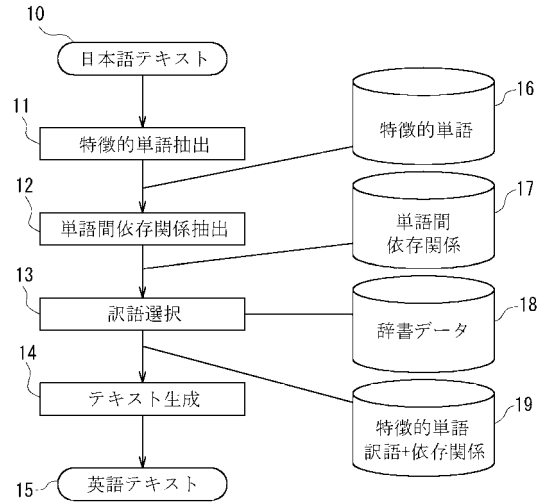 10
日本語テキスト
11
特徴的単語抽出
16
特徴的単語
12
単語間依存関係抽出
17
単語間
依存関係
13
訳語選択
18
辞書データ
14
テキスト生成
19
特徴的単語
訳語+依存関係
15
英語テキスト